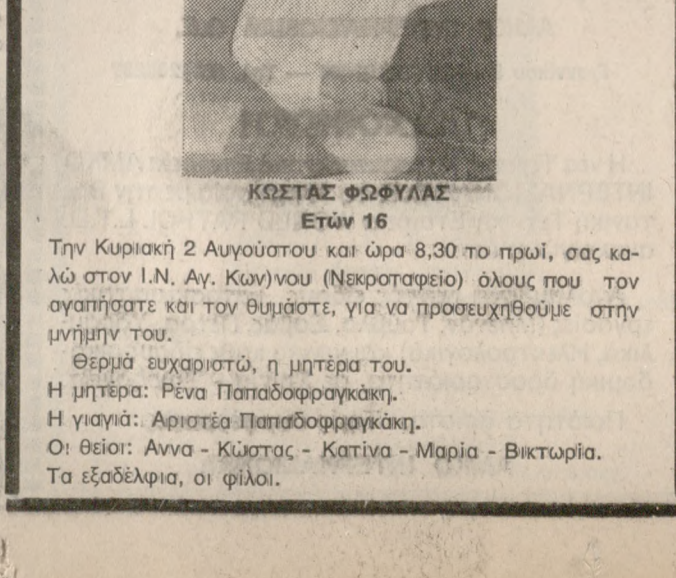 ΚΩΣΤΑΣ ΦΩΦΥΛΑΣ
Ετών 16
Την Κυριακή 2 Αυγούστου και ώρα 8,30 το πρωί, σας κα-
λώ στον Ι.Ν. Αγ. Κων)νου (Νεκροταφείο) όλους που τον
αγαπήσατε και τον θυμάστε, για να προσευχηθούμε στην
μνήμην του.
Θερμά ευχαριστώ, η μητέρα του.
Η μητέρα: Ρένα Παπαδοφραγκάκη.
Η γιαγιά: Αριστέα Παπαδοφραγκάκη.
Οι θείοι: Αννα - Κώστας - Κατίνα - Μαρία - Βικτωρία.
Τα εξαδέλφια, οι φίλοι.